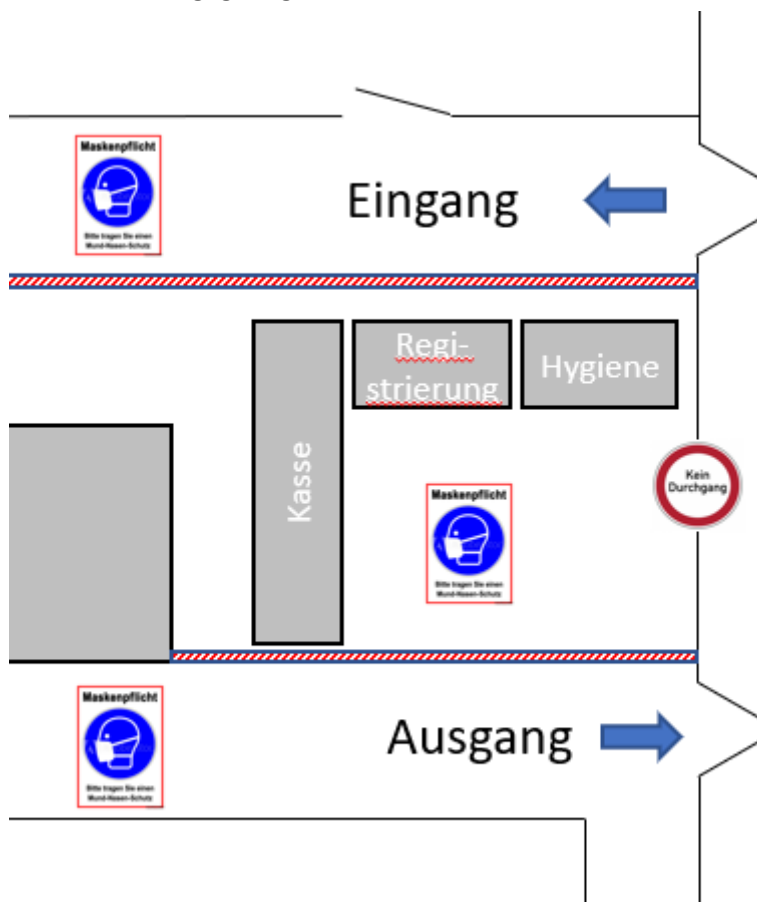 Maskenpflicht
Bitte tragen Sie einen
Mund-Nasen-Schutz
Eingang
Regi-
strierung
Hygiene
Kasse
Kein
Durchgang
Maskenpflicht
Bitte tragen Sie einen
Mund-Nasen-Schutz
Maskenpflicht
Bitte tragen Sie einen
Mund-Nasen-Schutz
Ausgang